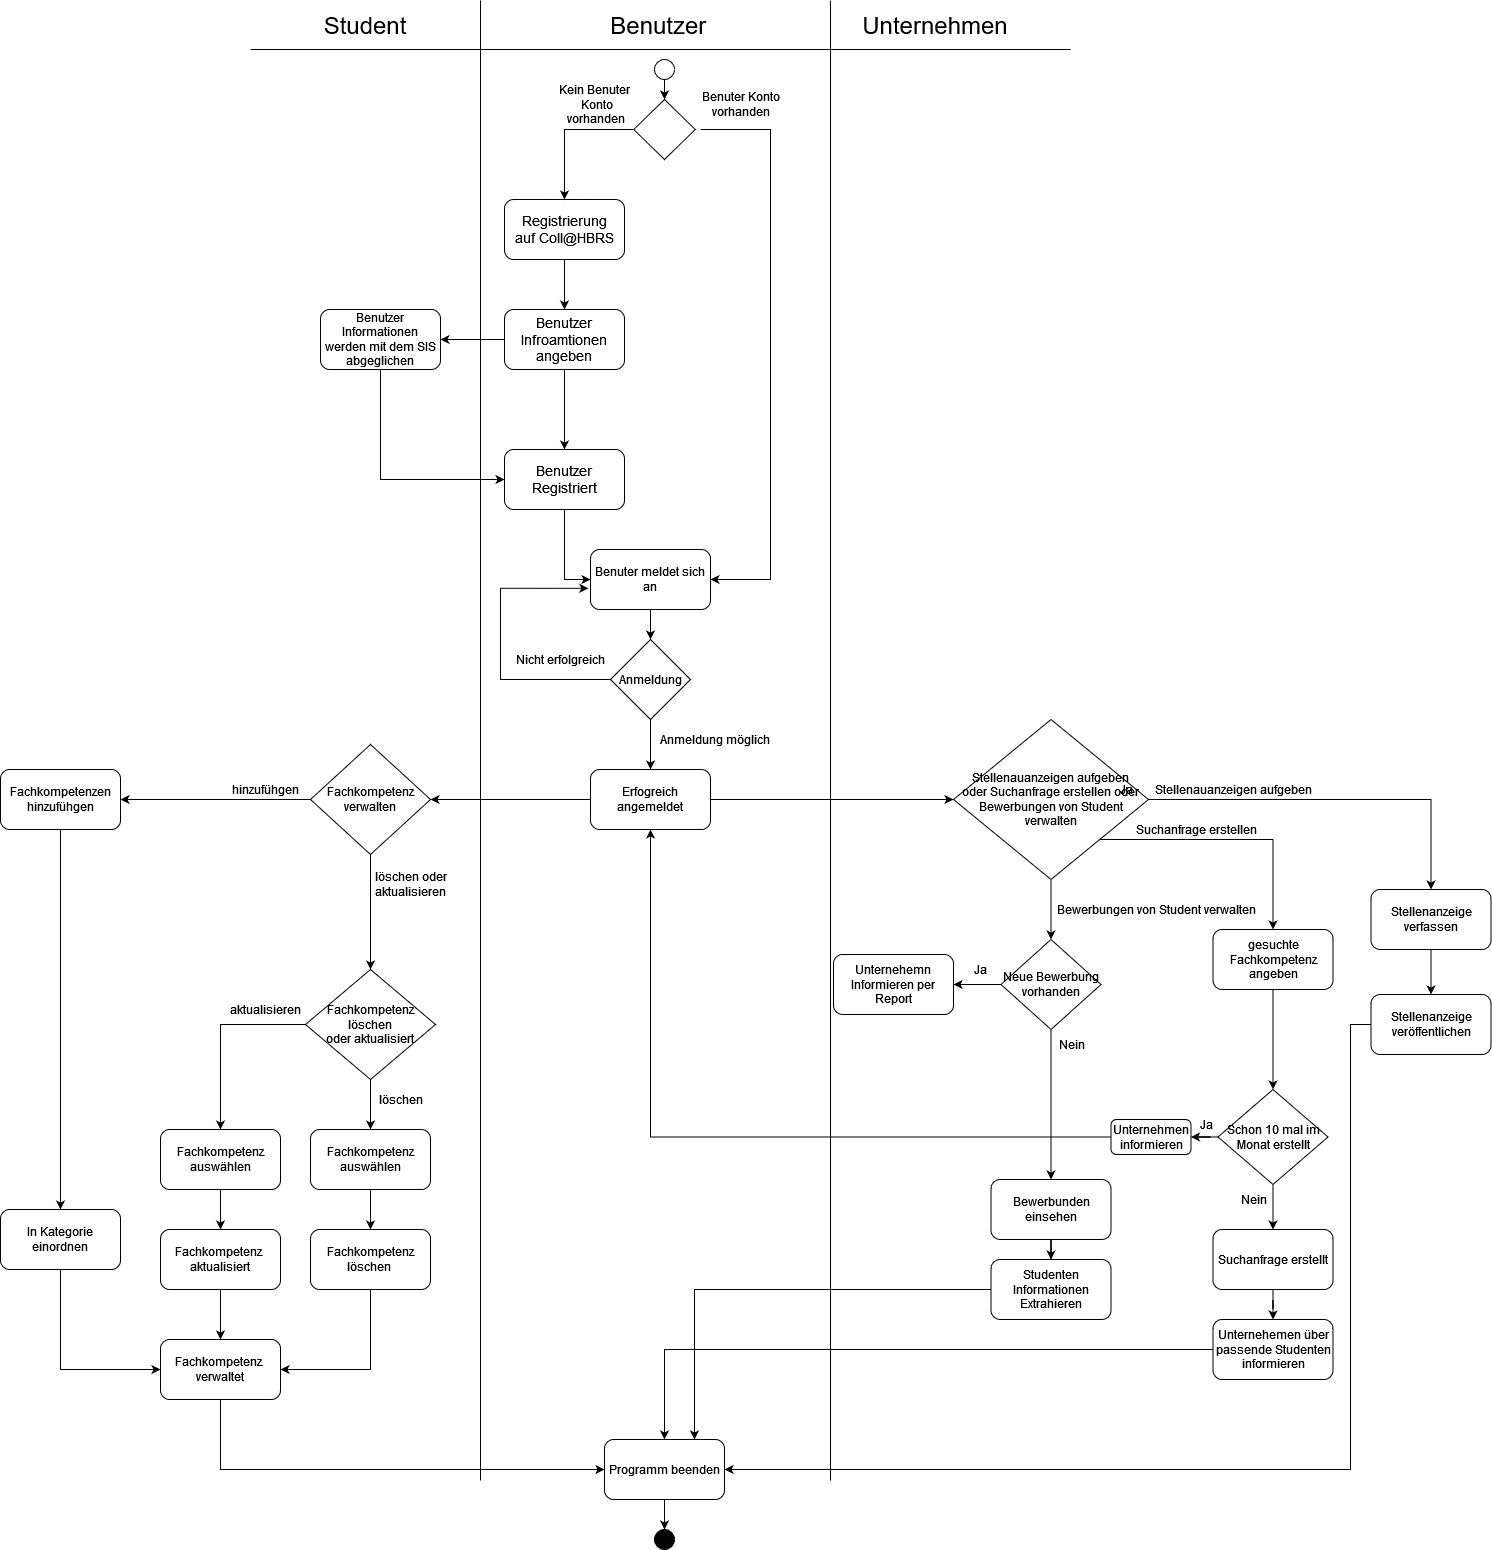 Student
Benutzer
Unternehmen
Kein Benuter
Konto
vorhanden
Benuter Konto
vorhanden
Registrierung
auf Coll@HBRS
Benutzer
Informationen
werden mit dem SIS
abgeglichen
Benutzer
Infroamtionen
angeben
Benutzer
Registriert
Benuter meldet sich
an
Nicht erfolgreich
Anmeldung
Anmeldung möglich
Fachkompetenzen
hinzufühgen
hinzufühgen
Fachkompetenz
verwalten
Erfogreich
angemeldet
Stellenauanzeigen aufgeben
oder Suchanfrage erstellen oder
Bewerbungen von Student
verwalten
Ja
Stellenauanzeigen aufgeben
Suchanfrage erstellen
löschen oder
aktualisieren
Bewerbungen von Student verwalten
Stellenanzeige
verfassen
gesuchte
Fachkompetenz
angeben
Unternehemn
Informieren per
Report
Ja
Neue Bewerbung
vorhanden
Nein
Stellenanzeige
veröffentlichen
aktualisieren
Fachkompetenz
löschen
oder aktualisiert
löschen
Fachkompetenz
auswählen
Fachkompetenz
auswählen
Unternehmen
informieren
Ja
Schon 10 mal im
Monat erstellt
Nein
In Kategorie
einordnen
Fachkompetenz
aktualisiert
Fachkompetenz
löschen
Bewerbunden
einsehen
Suchanfrage erstellt
Studenten
Informationen
Extrahieren
Unternehemen über
passende Studenten
informieren
Fachkompetenz
verwaltet
Programm beenden